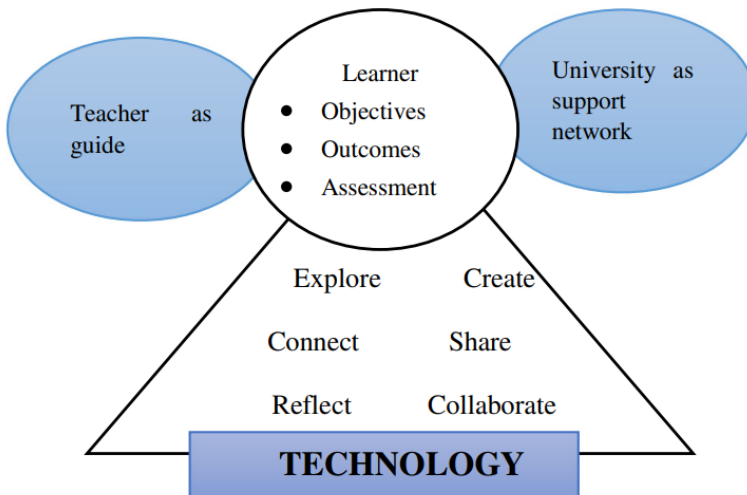 Teacher as
guide
Learner
● Objectives
● Outcomes
● Assessment
University as
support
network
Explore Create
Connect Share
Reflect Collaborate
TECHNOLOGY